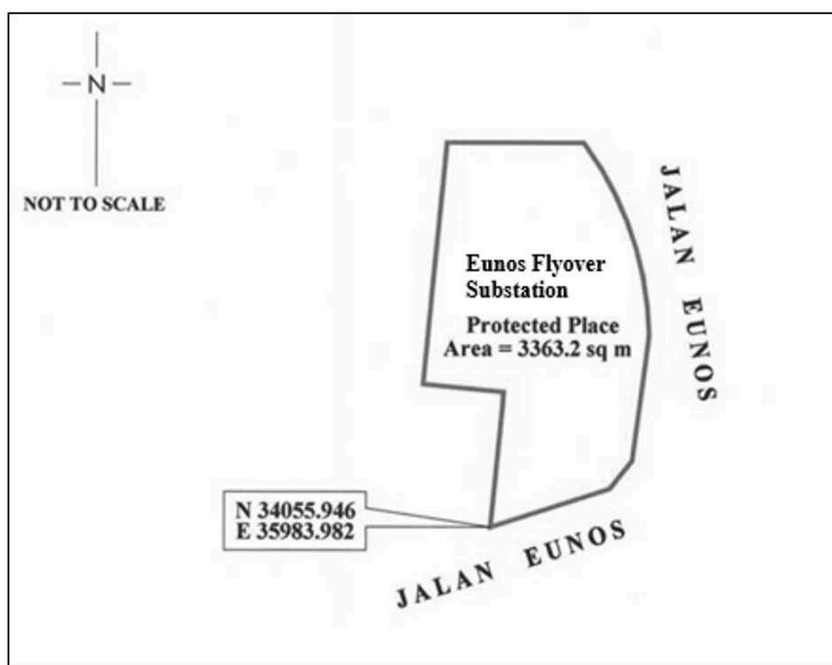 N
NOT TO SCALE
Eunos Flyover
Substation
Protected Place
Area = 3363.2 sq m
JALAN EUNOS
N 34055.946
E 35983.982
JALAN EUNOS